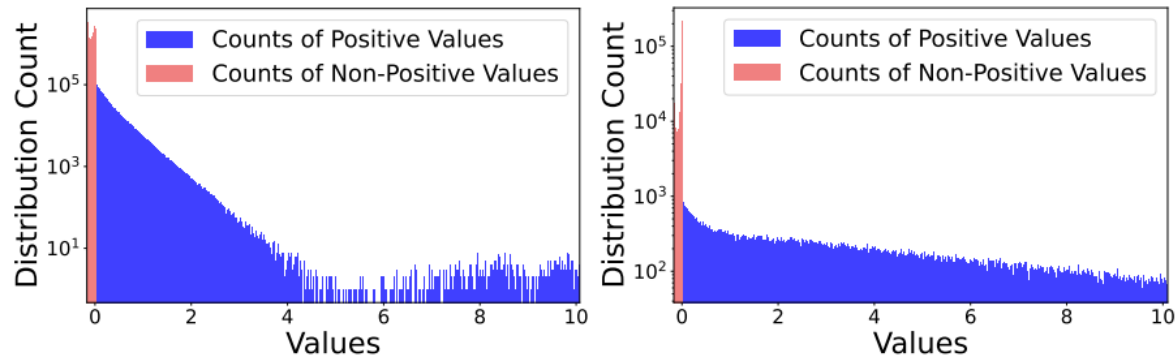 Distribution Count
10^5
10^3
10^1
Counts of Positive Values
Counts of Non-Positive Values
0 2 4 6 8 10
Values
Distribution Count
10^5
10^4
10^3
10^2
Counts of Positive Values
Counts of Non-Positive Values
0 2 4 6 8 10
Values